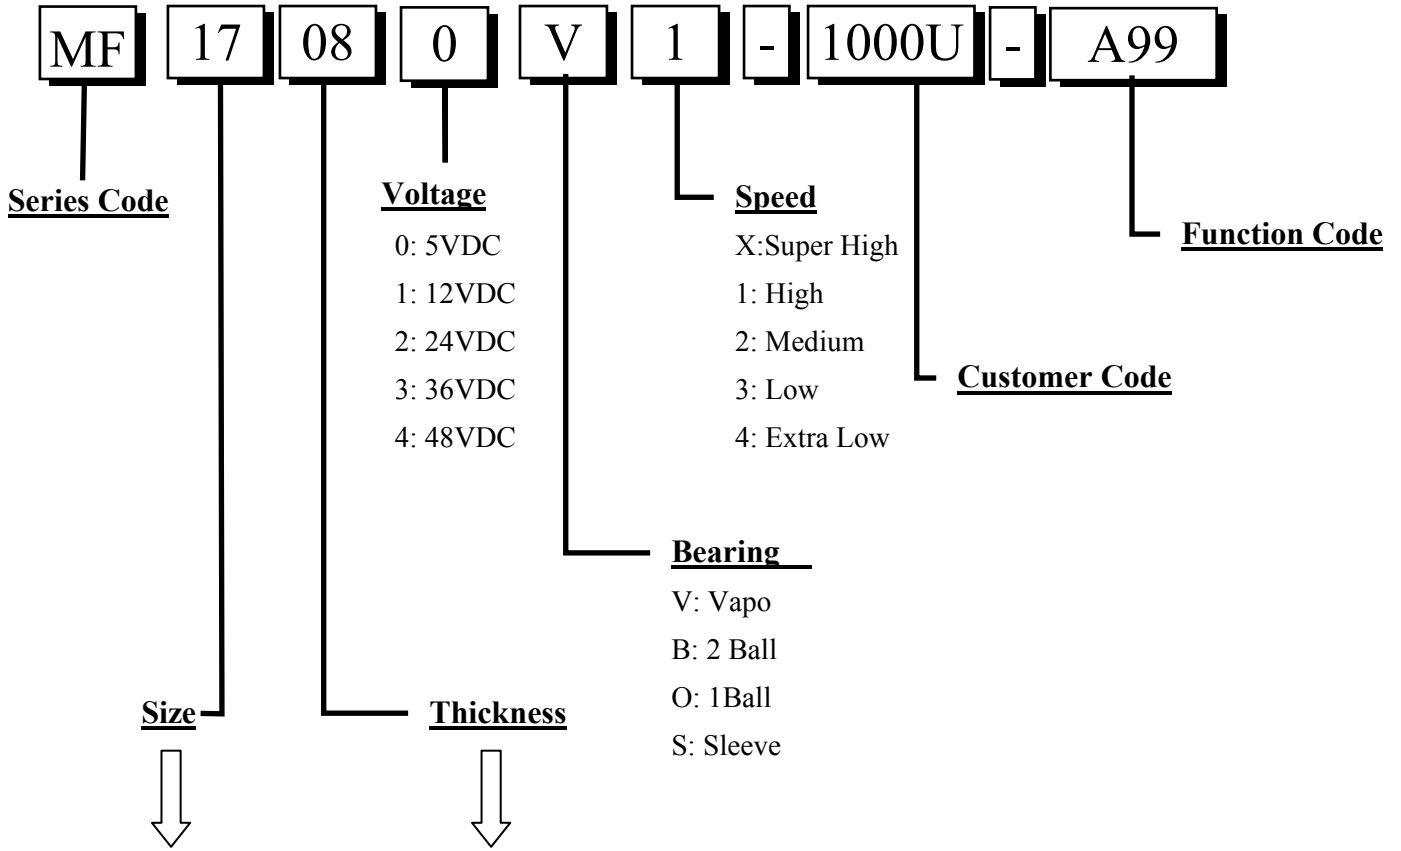 MF 17 08 0 V 1 - 1000U - A99
Series Code
Voltage
0: 5VDC
1: 12VDC
2: 24VDC
3: 36VDC
4: 48VDC
Speed
X:Super High
1: High
2: Medium
3: Low
4: Extra Low
Function Code
Customer Code
Bearing
V: Vapo
B: 2 Ball
O: 1Ball
S: Sleeve
Size
Thickness